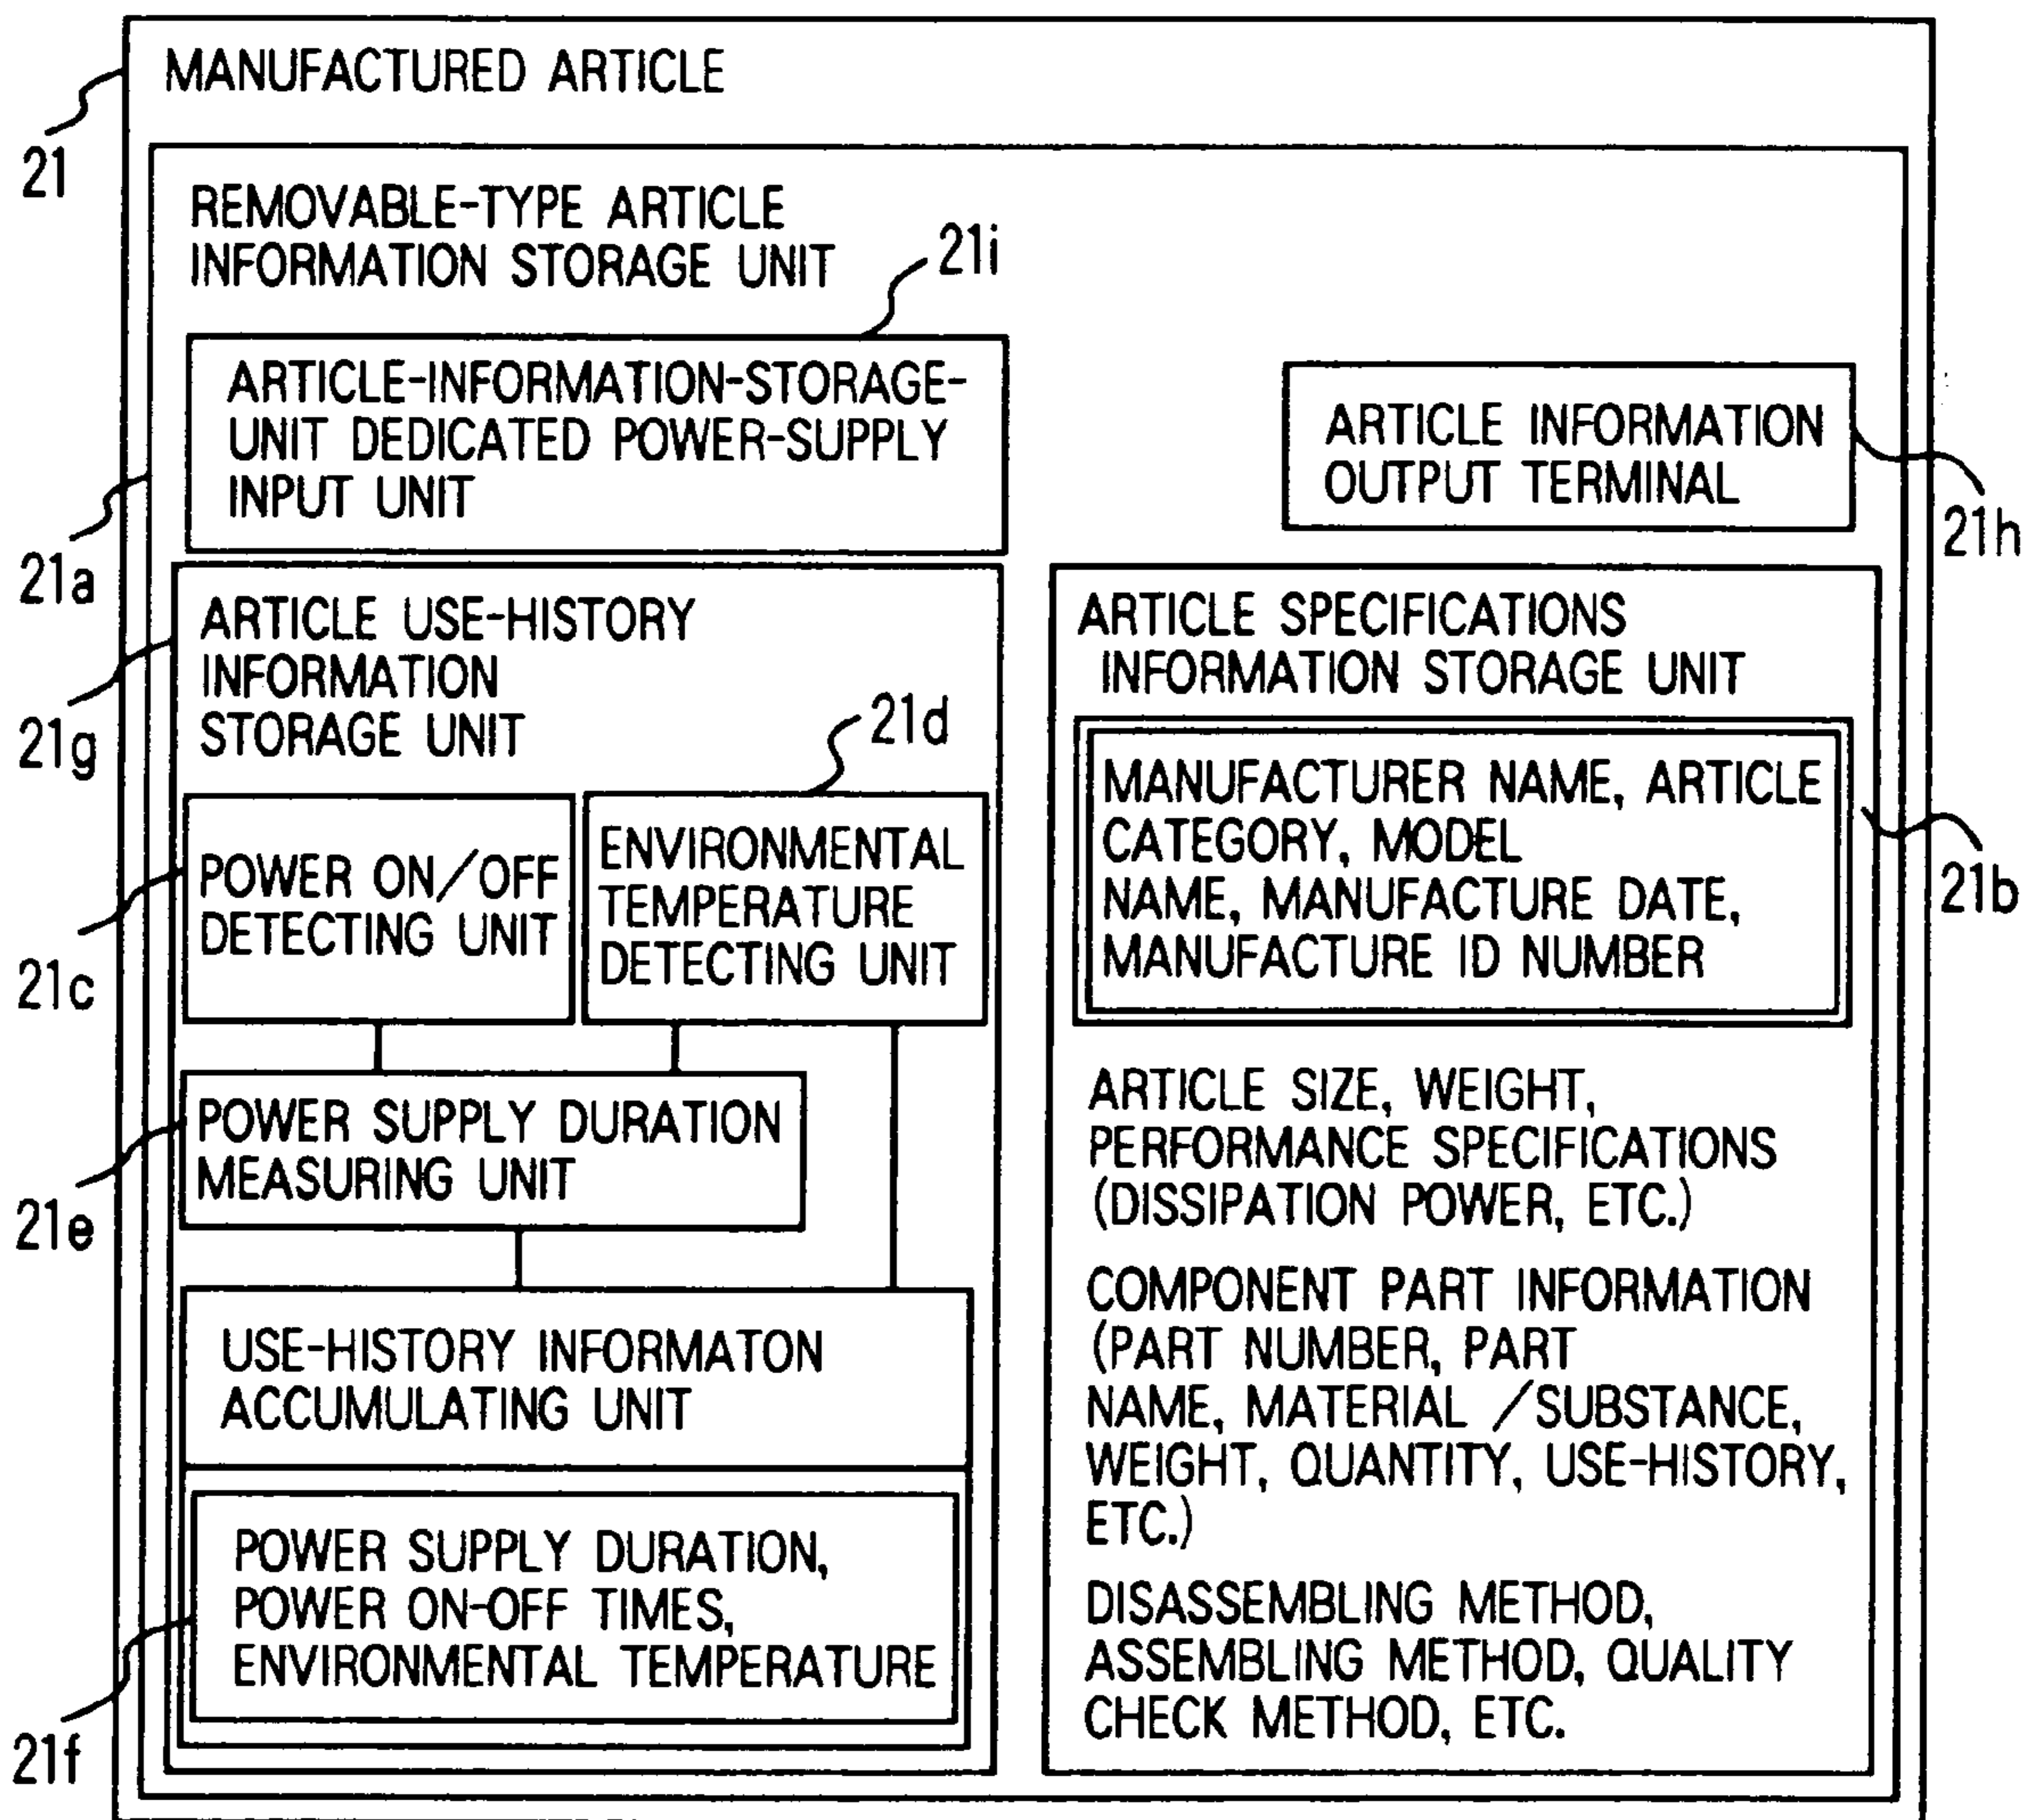 MANUFACTURED ARTICLE
21
REMOVABLE-TYPE ARTICLE
INFORMATION STORAGE UNIT
21i
ARTICLE-INFORMATION-STORAGE-
UNIT DEDICATED POWER-SUPPLY
INPUT UNIT
21a
ARTICLE INFORMATION
OUTPUT TERMINAL
21h
ARTICLE USE-HISTORY
INFORMATION
STORAGE UNIT
21g
21d
POWER ON/OFF
DETECTING UNIT
21c
ENVIRONMENTAL
TEMPERATURE
DETECTING UNIT
POWER SUPPLY DURATION
MEASURING UNIT
21e
USE-HISTORY INFORMATON
ACCUMULATING UNIT
POWER SUPPLY DURATION,
POWER ON-OFF TIMES,
ENVIRONMENTAL TEMPERATURE
21f
ARTICLE SPECIFICATIONS
INFORMATION STORAGE UNIT
MANUFACTURER NAME, ARTICLE
CATEGORY, MODEL
NAME, MANUFACTURE DATE,
MANUFACTURE ID NUMBER
21b
ARTICLE SIZE, WEIGHT,
PERFORMANCE SPECIFICATIONS
(DISSIPATION POWER, ETC.)
COMPONENT PART INFORMATION
(PART NUMBER, PART
NAME, MATERIAL /SUBSTANCE,
WEIGHT, QUANTITY, USE-HISTORY,
ETC.)
DISASSEMBLING METHOD,
ASSEMBLING METHOD, QUALITY
CHECK METHOD, ETC.